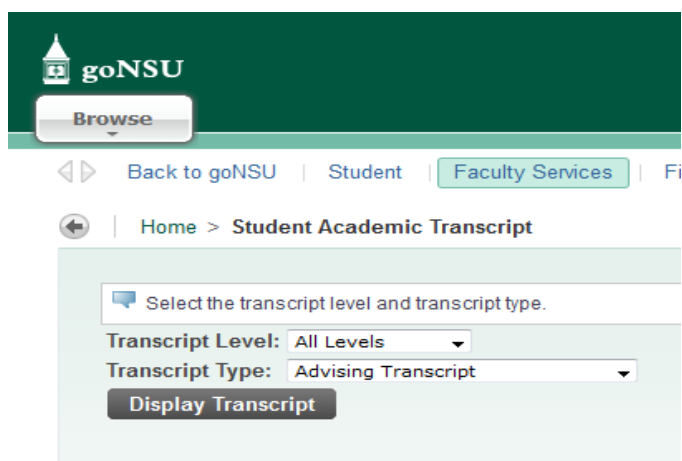 goNSU
Browse
Back to goNSU | Student | Faculty Services | Fi
Home > Student Academic Transcript
Select the transcript level and transcript type.
Transcript Level: All Levels
Transcript Type: Advising Transcript
Display Transcript